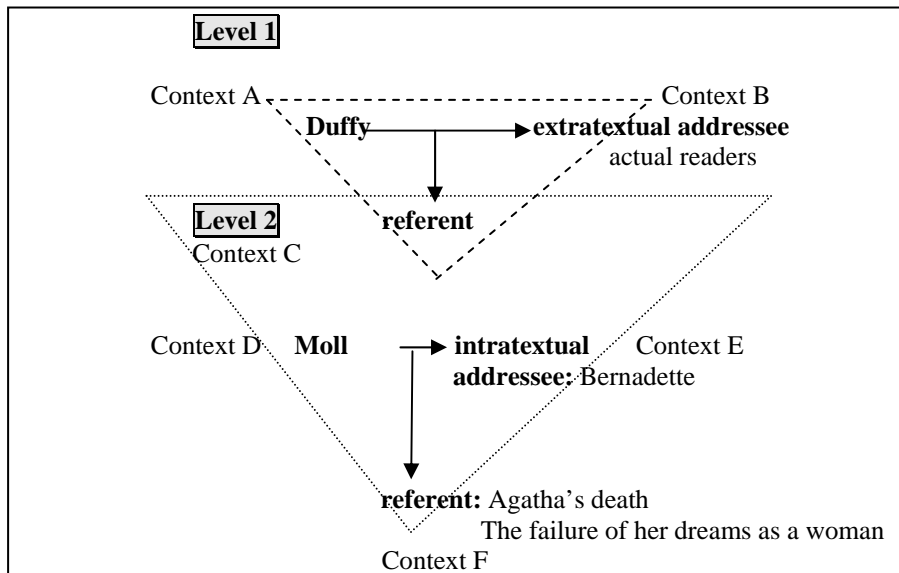 Level 1
Context A Context B
Duffy extratextual addressee
actual readers
Level 2 referent
Context C
Context D Moll intratextual Context E
addressee: Bernadette
referent: Agatha’s death
The failure of her dreams as a woman
Context F